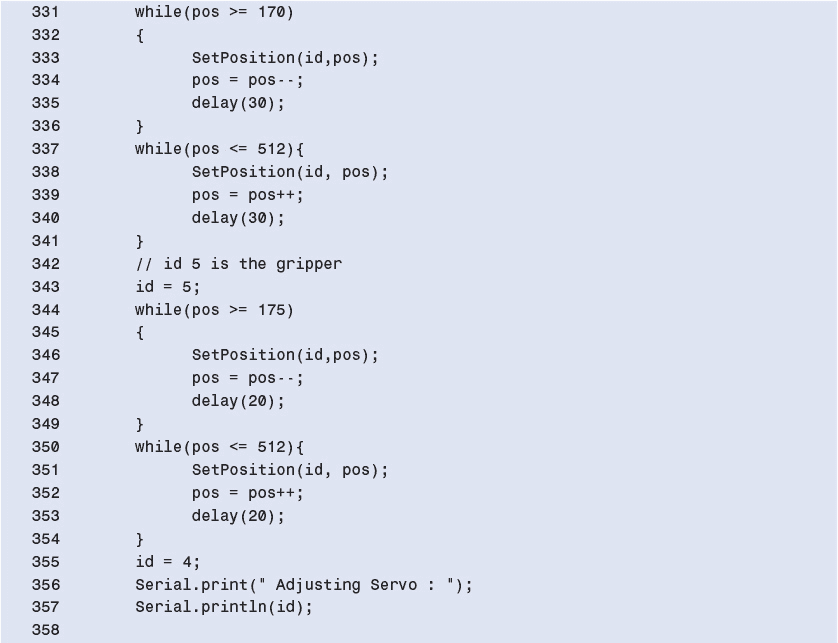 331 while(pos >= 170)
332 {
333 SetPosition(id,pos);
334 pos = pos--;
335 delay(30);
336 }
337 while(pos <= 512){
338 SetPosition(id, pos);
339 pos = pos++;
340 delay(30);
341 }
342 // id 5 is the gripper
343 id = 5;
344 while(pos >= 175)
345 {
346 SetPosition(id,pos);
347 pos = pos--;
348 delay(20);
349 }
350 while(pos <= 512){
351 SetPosition(id, pos);
352 pos = pos++;
353 delay(20);
354 }
355 id = 4;
356 Serial.print(" Adjusting Servo : ");
357 Serial.println(id);
358